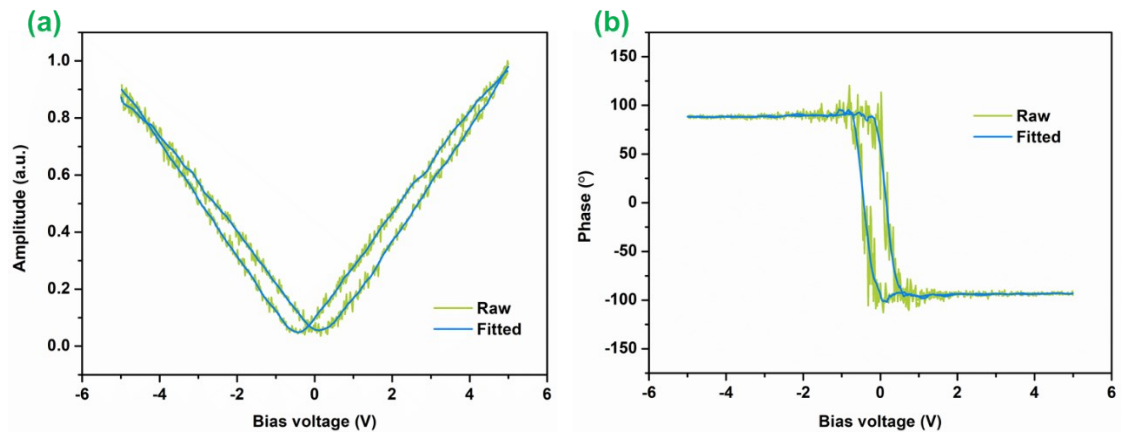 (a)
1.0
0.8
0.6
0.4
0.2
0.0
Amplitude (a.u.)
Raw
Fitted
-6
-4
-2
0
2
4
6
Bias voltage (V)
(b)
150
100
50
0
-50
-100
-150
Phase (°)
Raw
Fitted
-6
-4
-2
0
2
4
6
Bias voltage (V)